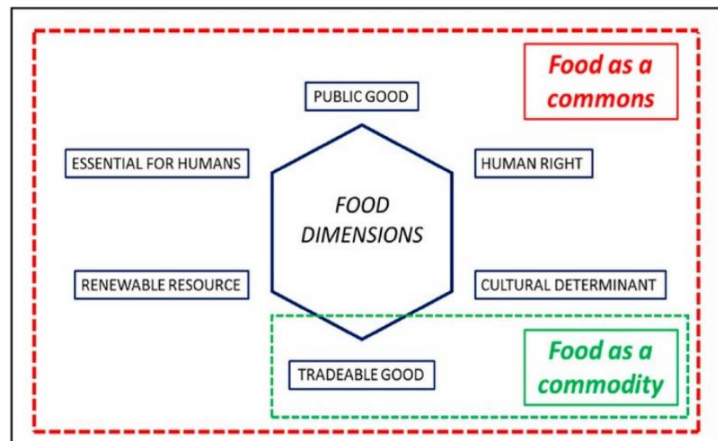 Food as a
commons
PUBLIC GOOD
ESSENTIAL FOR HUMANS
HUMAN RIGHT
FOOD
DIMENSIONS
RENEWABLE RESOURCE
CULTURAL DETERMINANT
Food as a
commodity
TRADEABLE GOOD